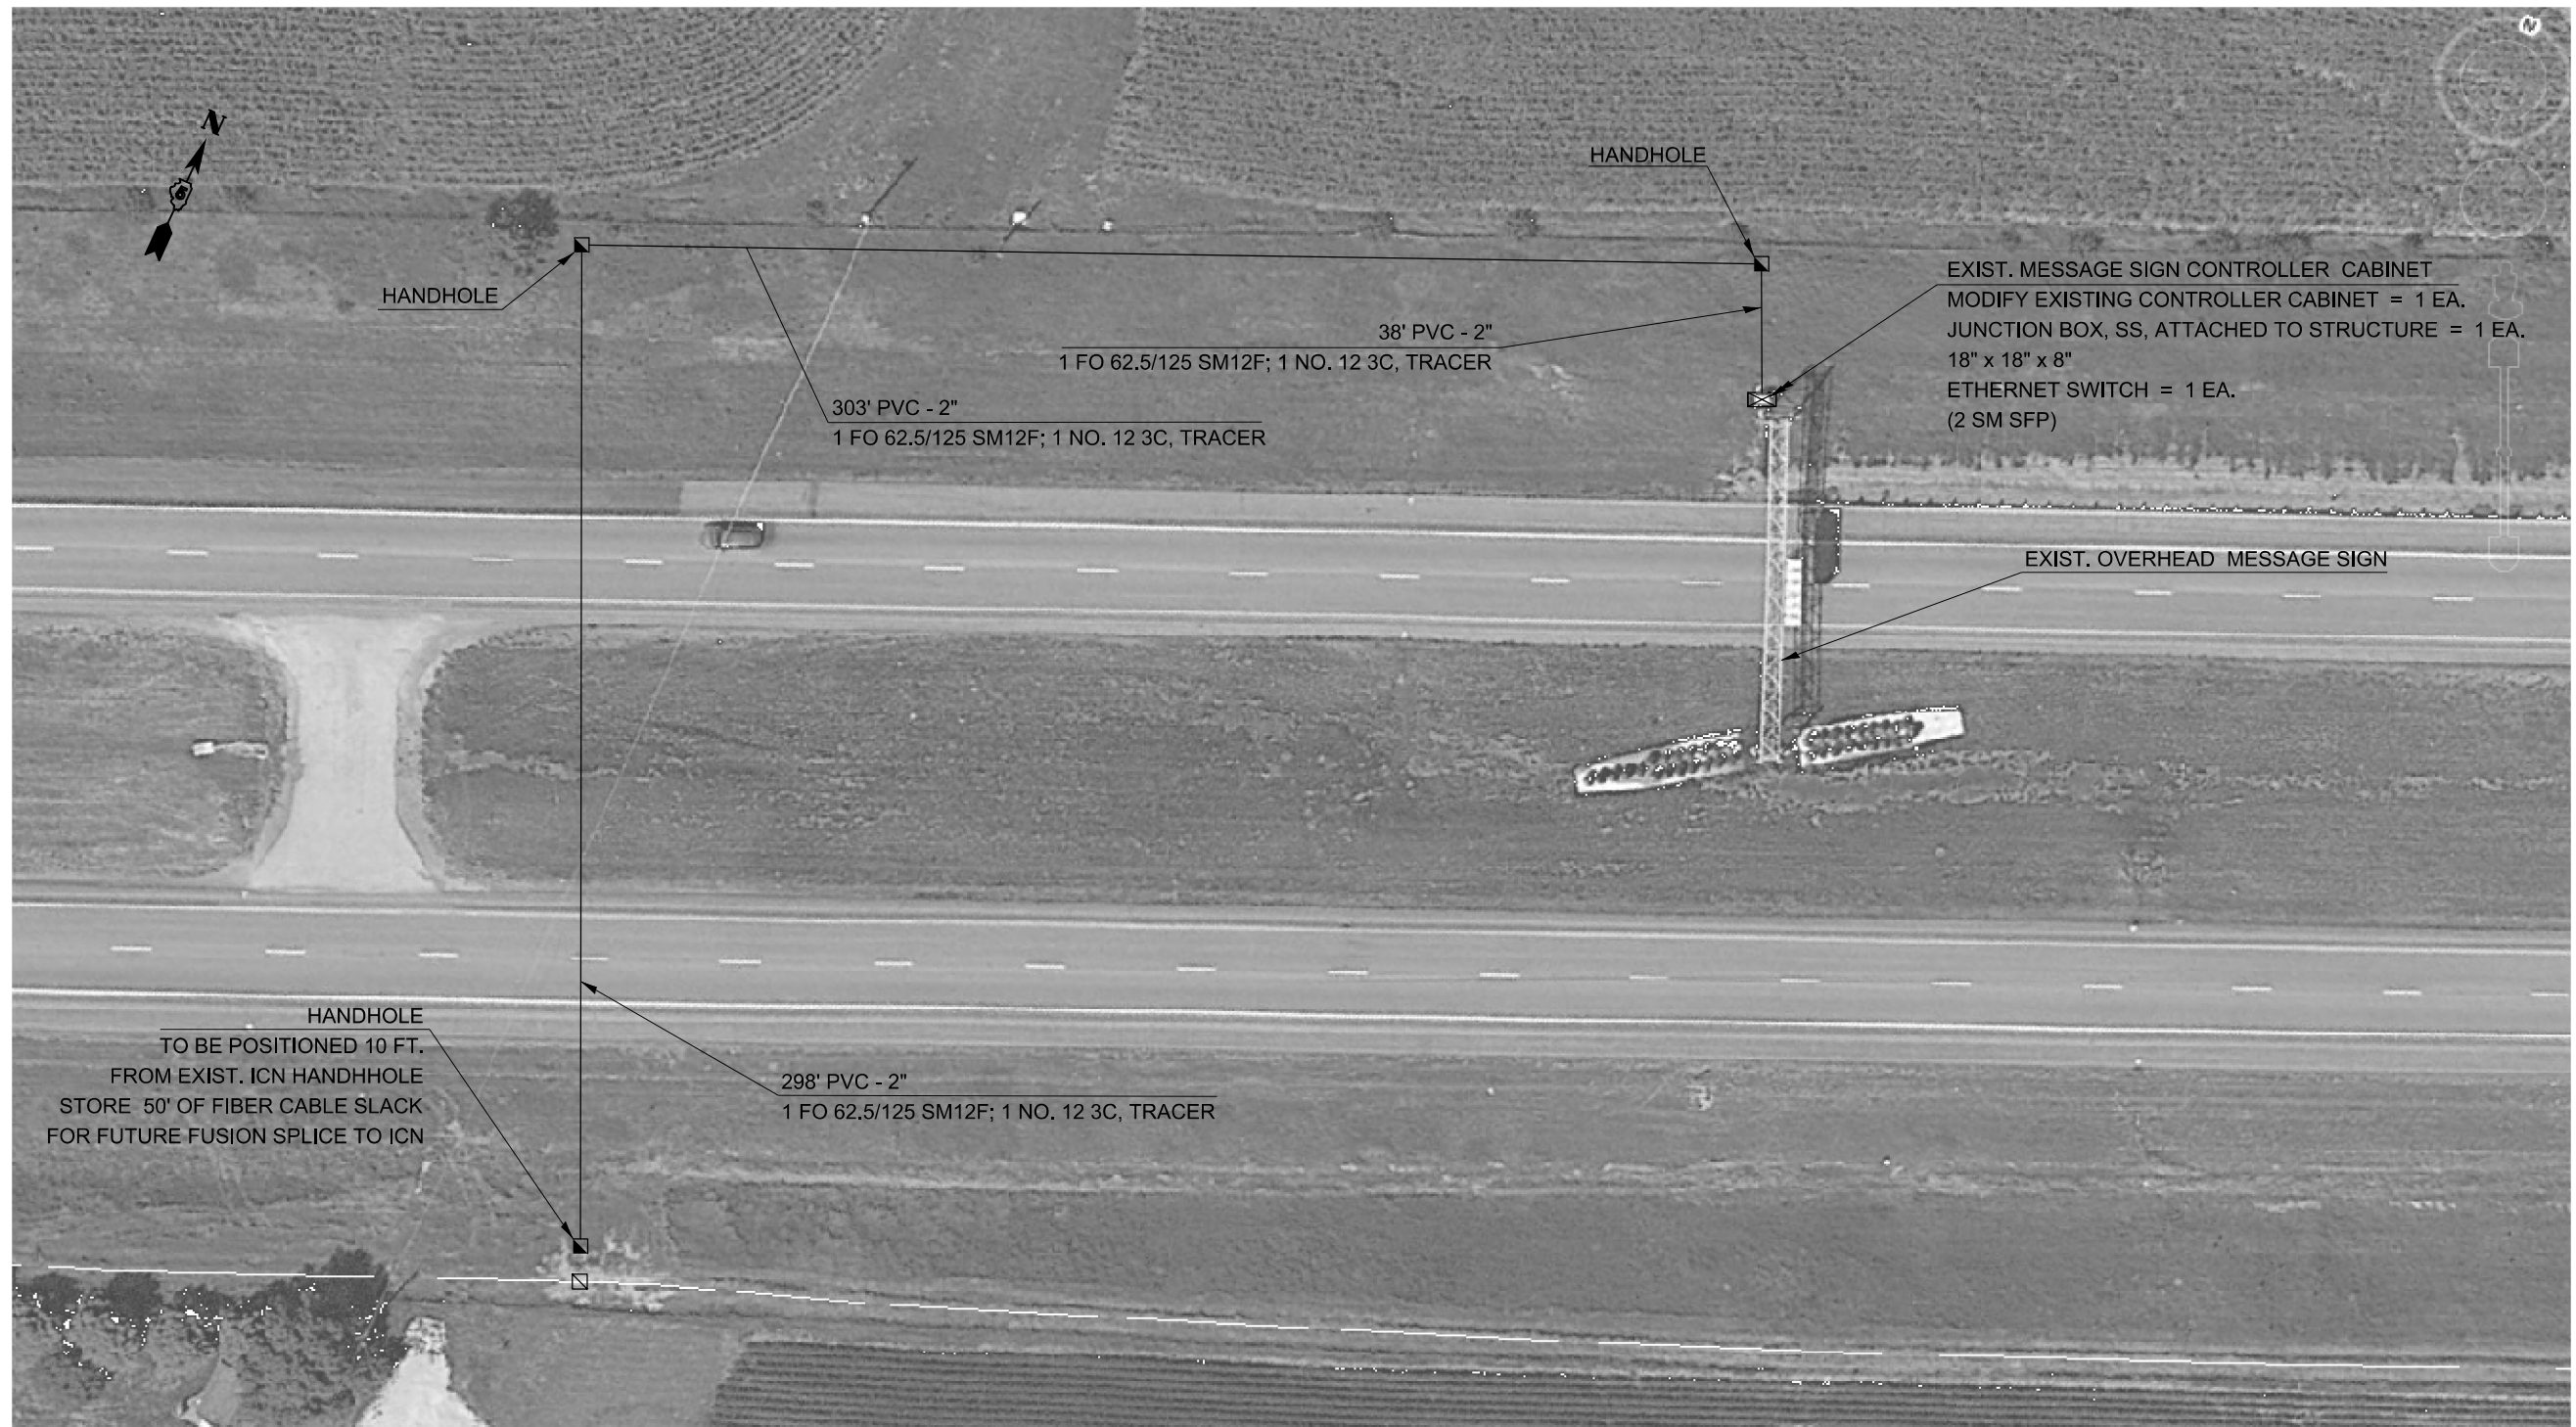 N
HANDHOLE
HANDHOLE
EXIST. MESSAGE SIGN CONTROLLER CABINET
MODIFY EXISTING CONTROLLER CABINET = 1 EA.
JUNCTION BOX, SS, ATTACHED TO STRUCTURE = 1 EA.
18" x 18" x 8"
ETHERNET SWITCH = 1 EA.
(2 SM SFP)
38' PVC - 2"
1 FO 62.5/125 SM12F; 1 NO. 12 3C, TRACER
303' PVC - 2"
1 FO 62.5/125 SM12F; 1 NO. 12 3C, TRACER
EXIST. OVERHEAD MESSAGE SIGN
HANDHOLE
TO BE POSITIONED 10 FT.
FROM EXIST. ICN HANDHHOLE
STORE 50' OF FIBER CABLE SLACK
FOR FUTURE FUSION SPLICE TO ICN
298' PVC - 2"
1 FO 62.5/125 SM12F; 1 NO. 12 3C, TRACER